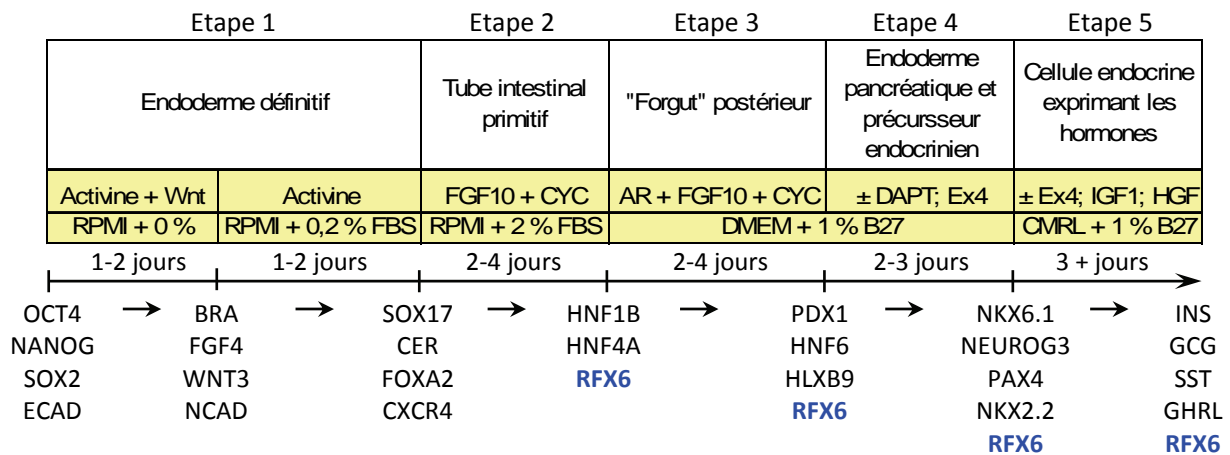 Etape 1 Etape 2 Etape 3 Etape 4 Etape 5
Endoderme définitif
Tube intestinal
primitif
"Forgut" postérieur
Endoderme
pancréatique et
précursseur
endocrinien
Cellule endocrine
exprimant les
hormones
Activine + Wnt Activine FGF10 + CYC AR + FGF10 + CYC ± DAPT; Ex4 ± Ex4; IGF1; HGF
RPMI + 0 % RPMI + 0,2 % FBS RPMI + 2 % FBS DMEM + 1 % B27 CMRL + 1 % B27
1-2 jours 1-2 jours 2-4 jours 2-4 jours 2-3 jours 3 + jours
OCT4 → BRA → SOX17 → HNF1B → PDX1 → NKX6.1 → INS
NANOG FGF4 CER HNF4A HNF6 NEUROG3 GCG
SOX2 WNT3 FOXA2 RFX6 HLXB9 PAX4 SST
ECAD NCAD CXCR4 RFX6 NKX2.2 GHRL
RFX6 RFX6